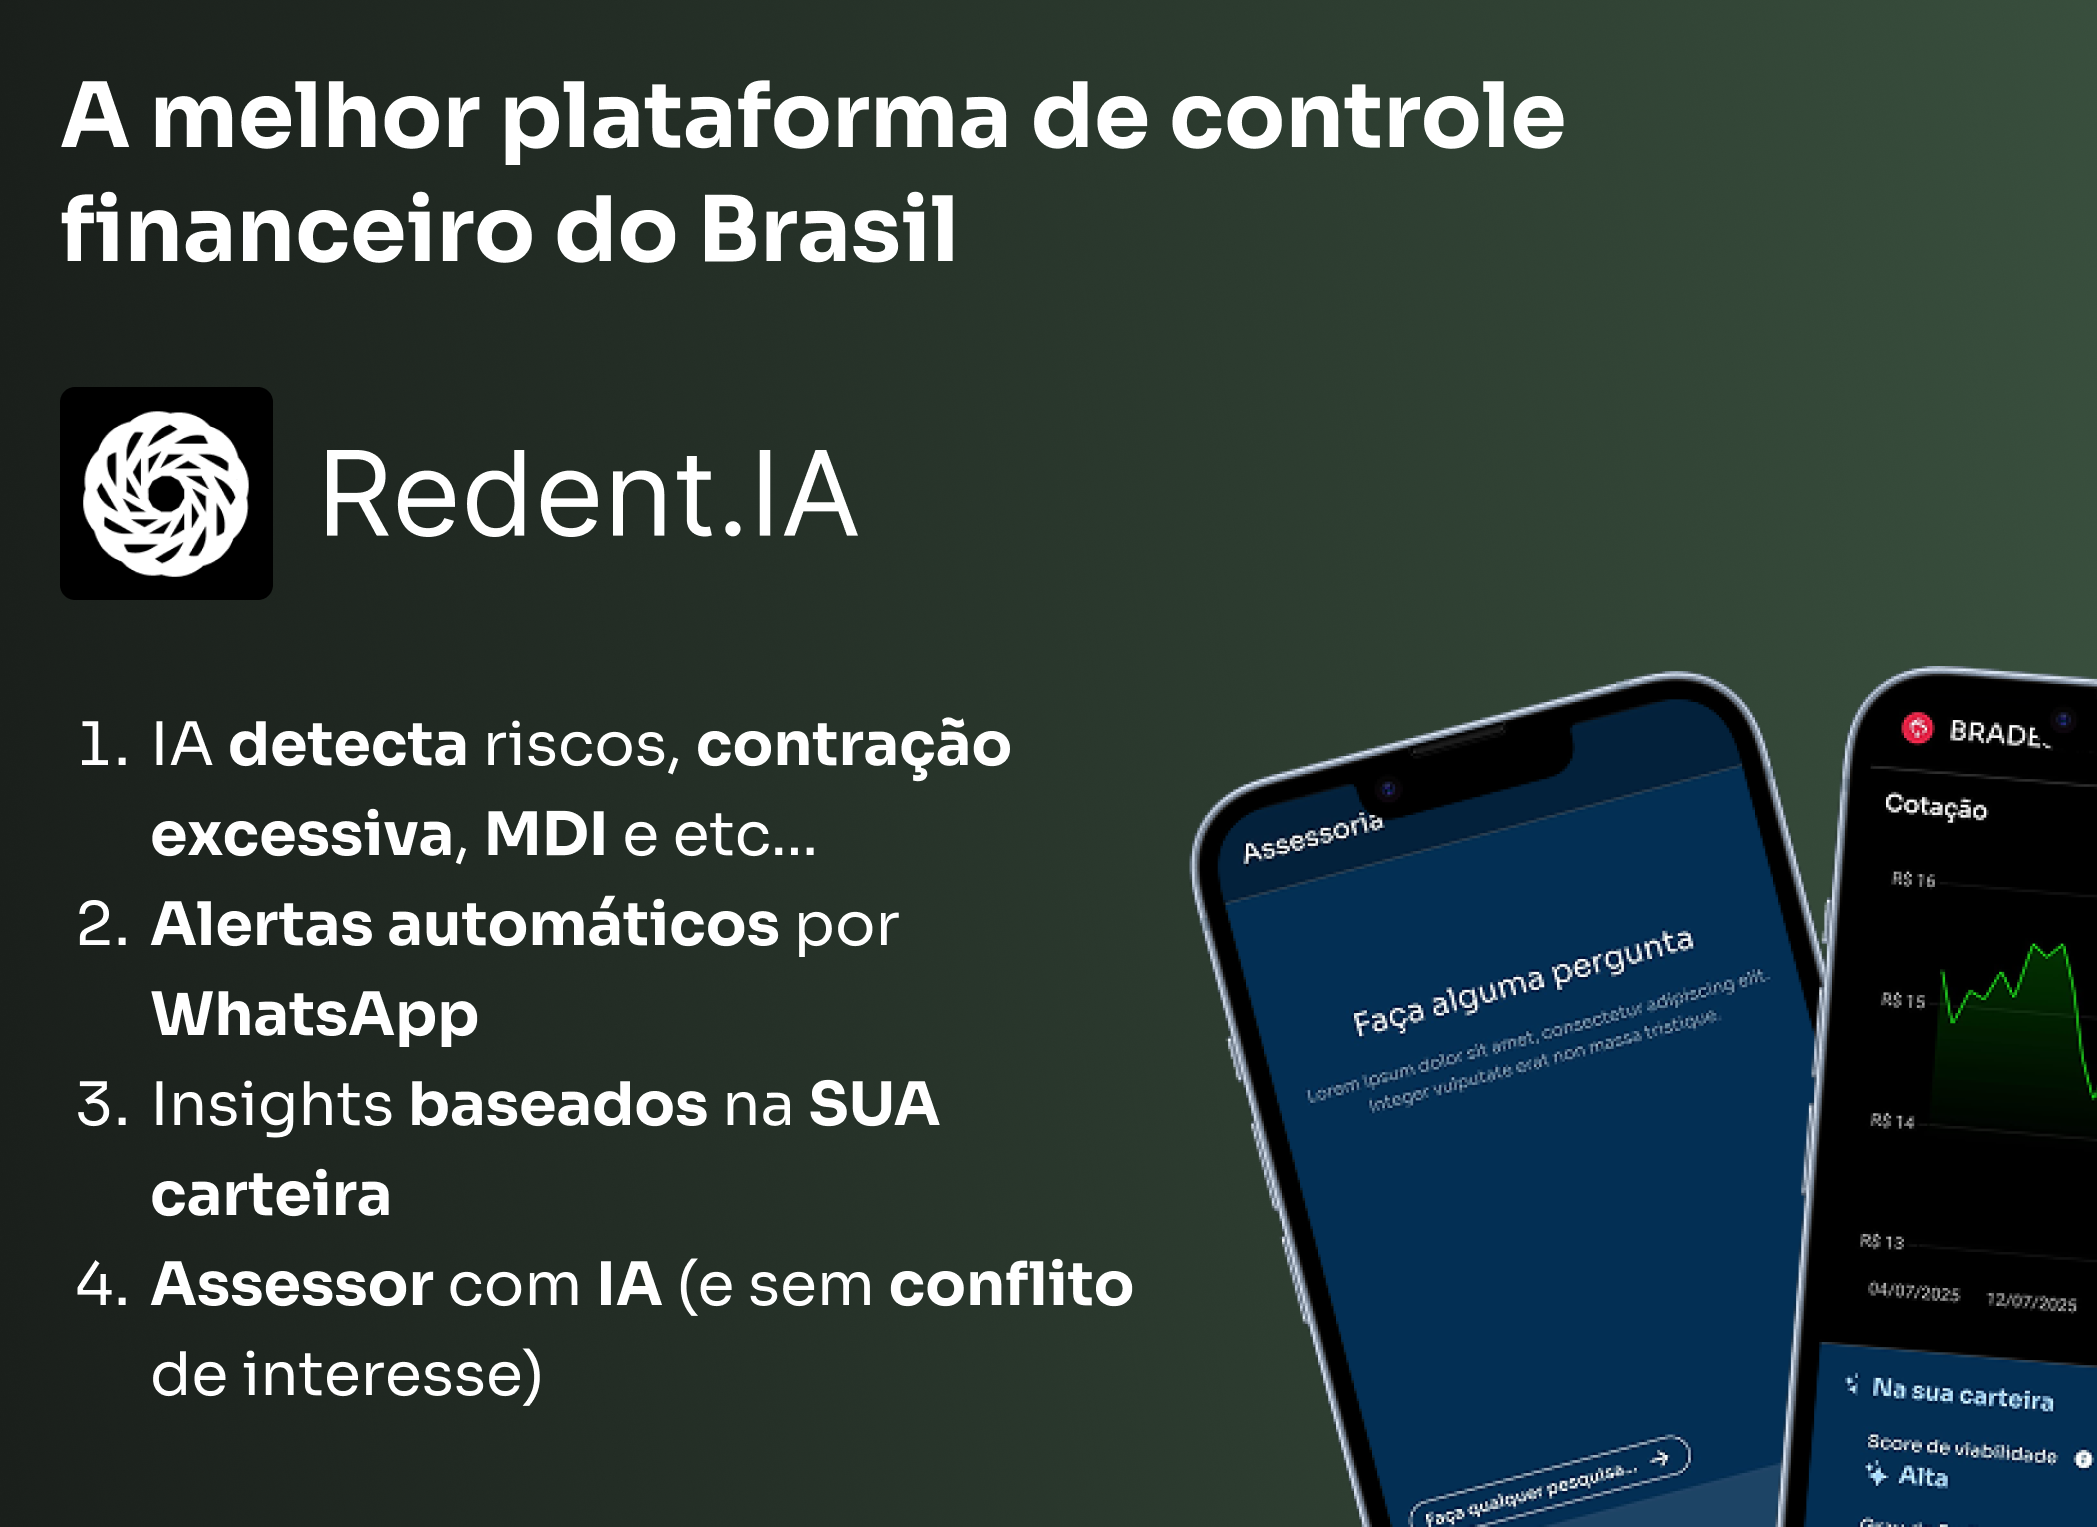 A melhor plataforma de controle
financeiro do Brasil
Redent.IA
1. IA detecta riscos, contração
excessiva, MDI e etc...
2. Alertas automáticos por
WhatsApp
3. Insights baseados na SUA
carteira
4. Assessor com IA (e sem conflito
de interesse)
Assessoria
Faça alguma pergunta
Lorem ipsum dolor sit amet, consectetur adipiscing elit.
Integer vulputate erat non massa tristique.
Faça qualquer pesquisa...
Cotação
R$ 16
R$ 15
R$ 14
R$ 13
04/07/2025 12/07/2025
Na sua carteira
Score de viabilidade
Alta